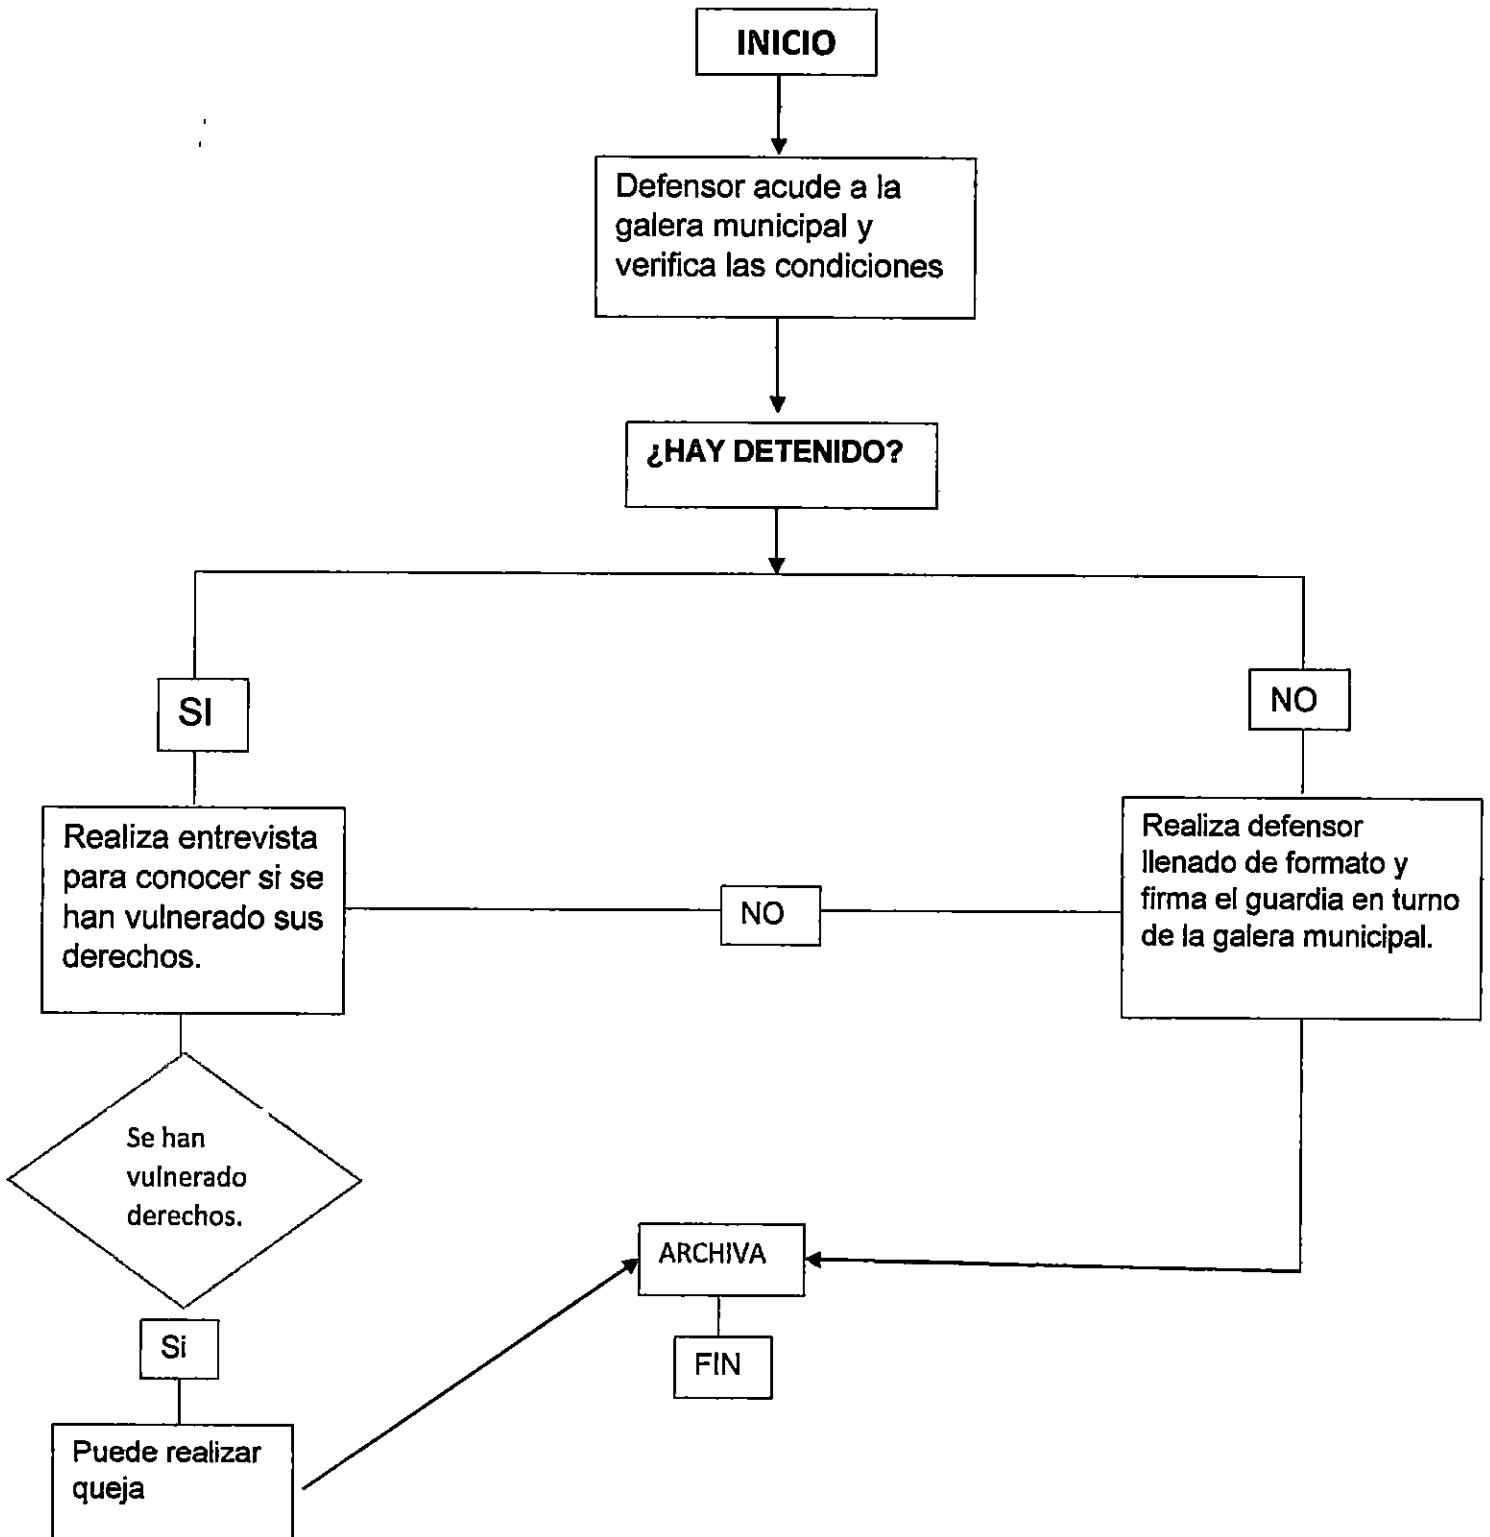 INICIO
Defensor acude a la
galera municipal y
verifica las condiciones
¿HAY DETENIDO?
SI
NO
Realiza entrevista
para conocer si se
han vulnerado sus
derechos.
NO
Realiza defensor
llenado de formato y
firma el guardia en turno
de la galera municipal.
Se han
vulnerado
derechos.
ARCHIVA
Si
FIN
Puede realizar
queja